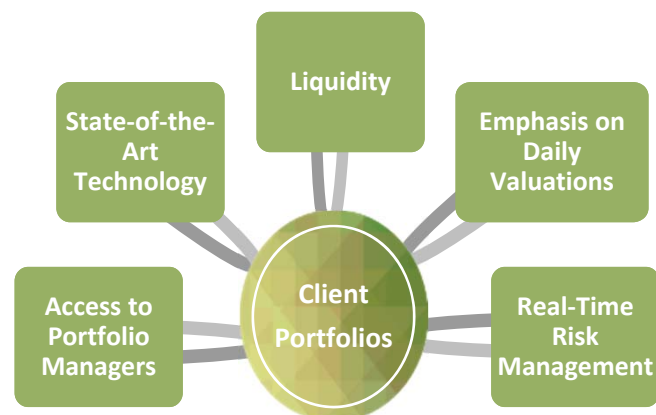 Liquidity
State-of-the-
Art
Technology
Emphasis on
Daily
Valuations
Client
Portfolios
Access to
Portfolio
Managers
Real-Time
Risk
Management